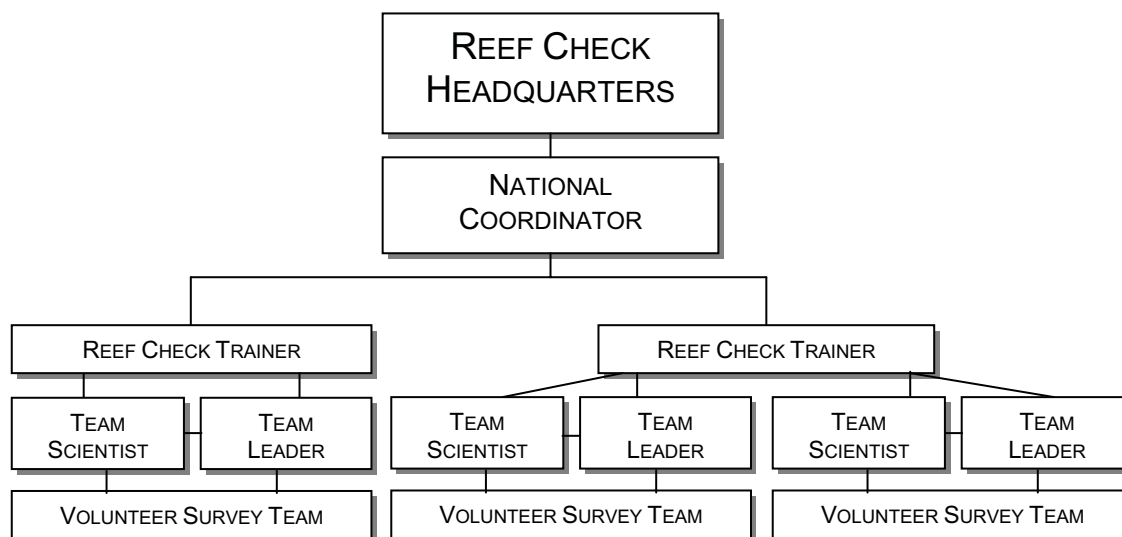 REEF CHECK
HEADQUARTERS
NATIONAL
COORDINATOR
REEF CHECK TRAINER
REEF CHECK TRAINER
TEAM
SCIENTIST
TEAM
LEADER
TEAM
SCIENTIST
TEAM
LEADER
TEAM
SCIENTIST
TEAM
LEADER
VOLUNTEER SURVEY TEAM
VOLUNTEER SURVEY TEAM
VOLUNTEER SURVEY TEAM